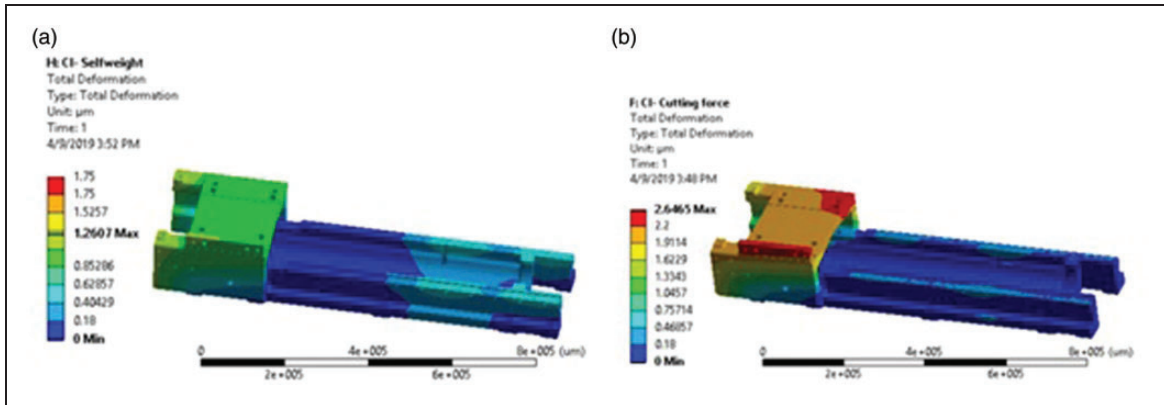 (a)
H: CI- Selfweight
Total Deformation
Type: Total Deformation
Unit: µm
Time: 1
4/9/2019 3:52 PM
1.75
1.75
1.5257
1.2607 Max
0.85286
0.62857
0.40429
0.18
0 Min
0 4e+005 8e+005 (um)
2e+005 6e+005
(b)
F: CI- Cutting force
Total Deformation
Type: Total Deformation
Unit: µm
Time: 1
4/9/2019 3:48 PM
2.6465 Max
2.2
1.9114
1.6229
1.3343
1.0457
0.75714
0.46857
0.18
0 Min
0 4e+005 8e+005 (um)
2e+005 6e+005